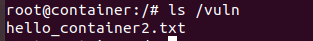 root@container:/# ls /vuln
hello_container2.txt